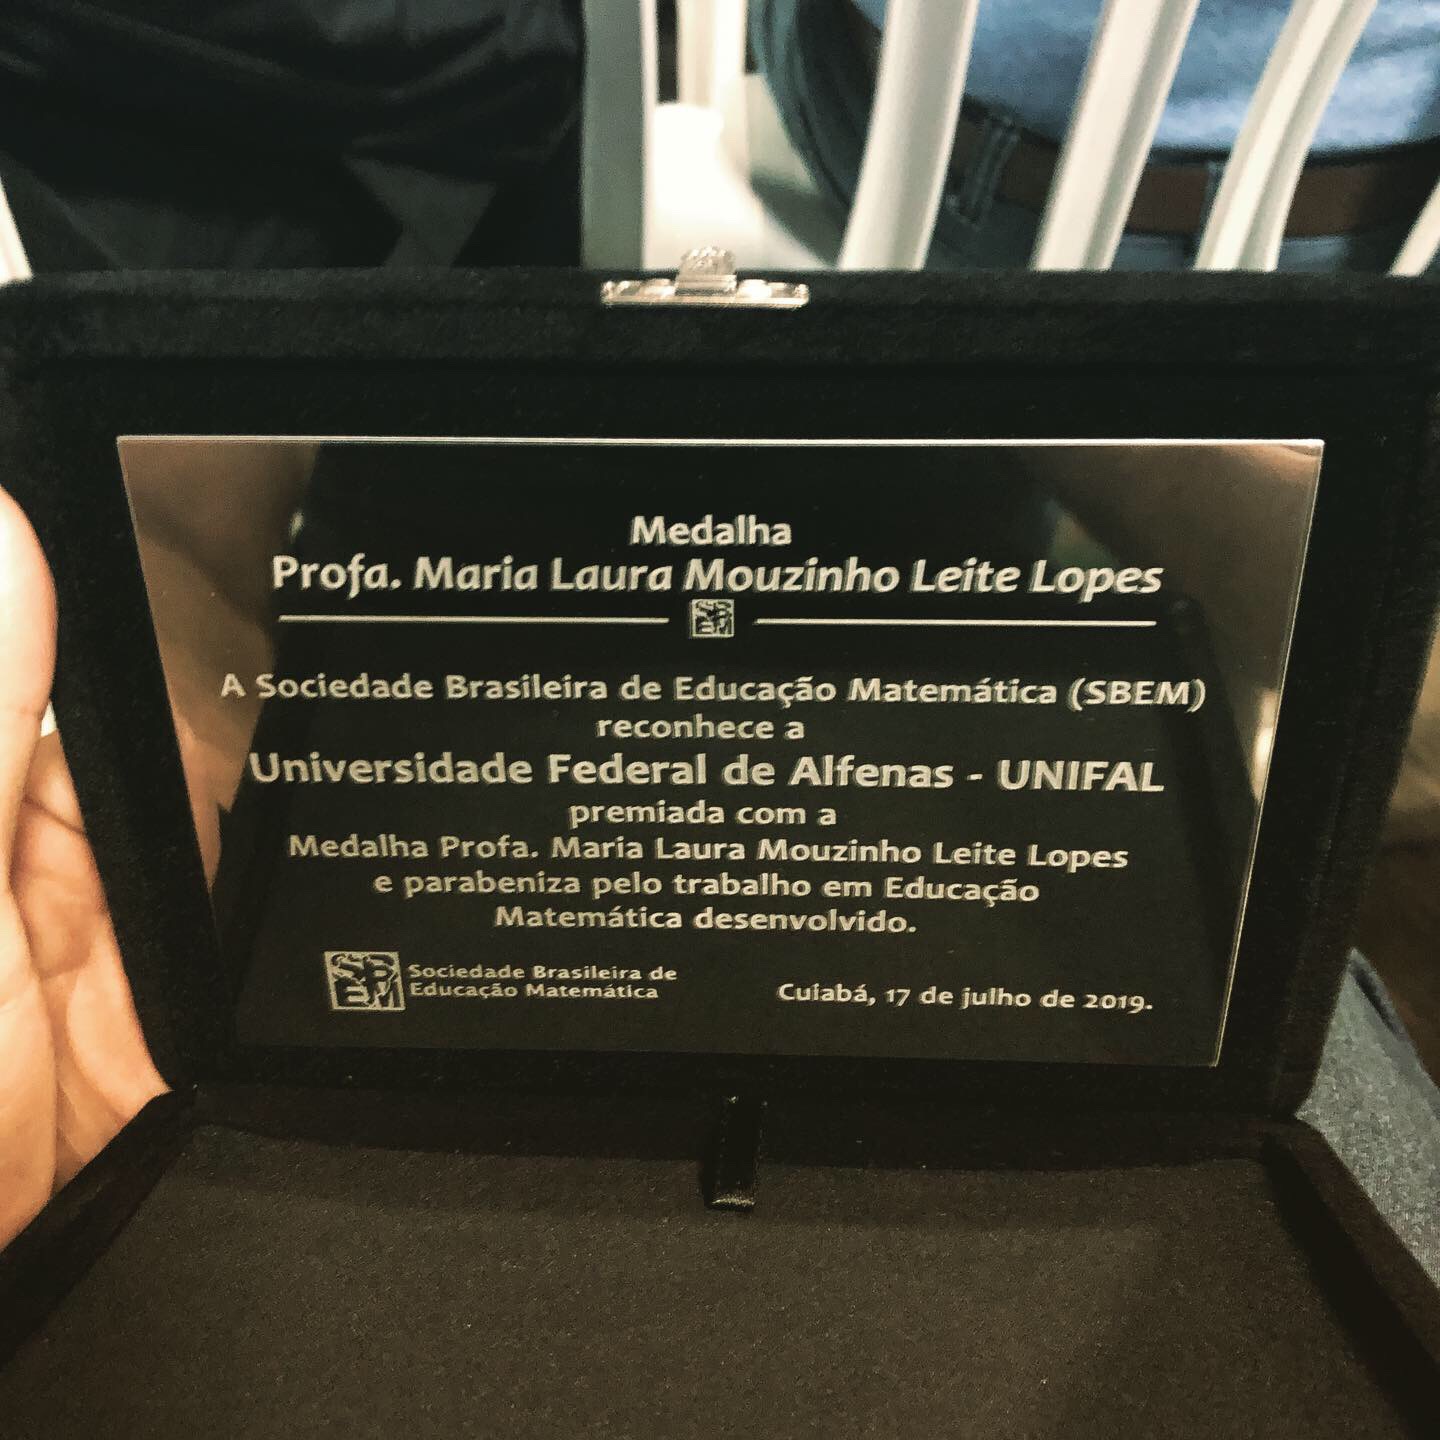 Medalha
Profa. Maria Laura Mouzinho Leite Lopes
SBEM
A Sociedade Brasileira de Educação Matemática (SBEM)
reconhece a
Universidade Federal de Alfenas - UNIFAL
premiada com a
Medalha Profa. Maria Laura Mouzinho Leite Lopes
e parabeniza pelo trabalho em Educação
Matemática desenvolvido.
SBEM
Sociedade Brasileira de
Educação Matemática
Cuiabá, 17 de julho de 2019.